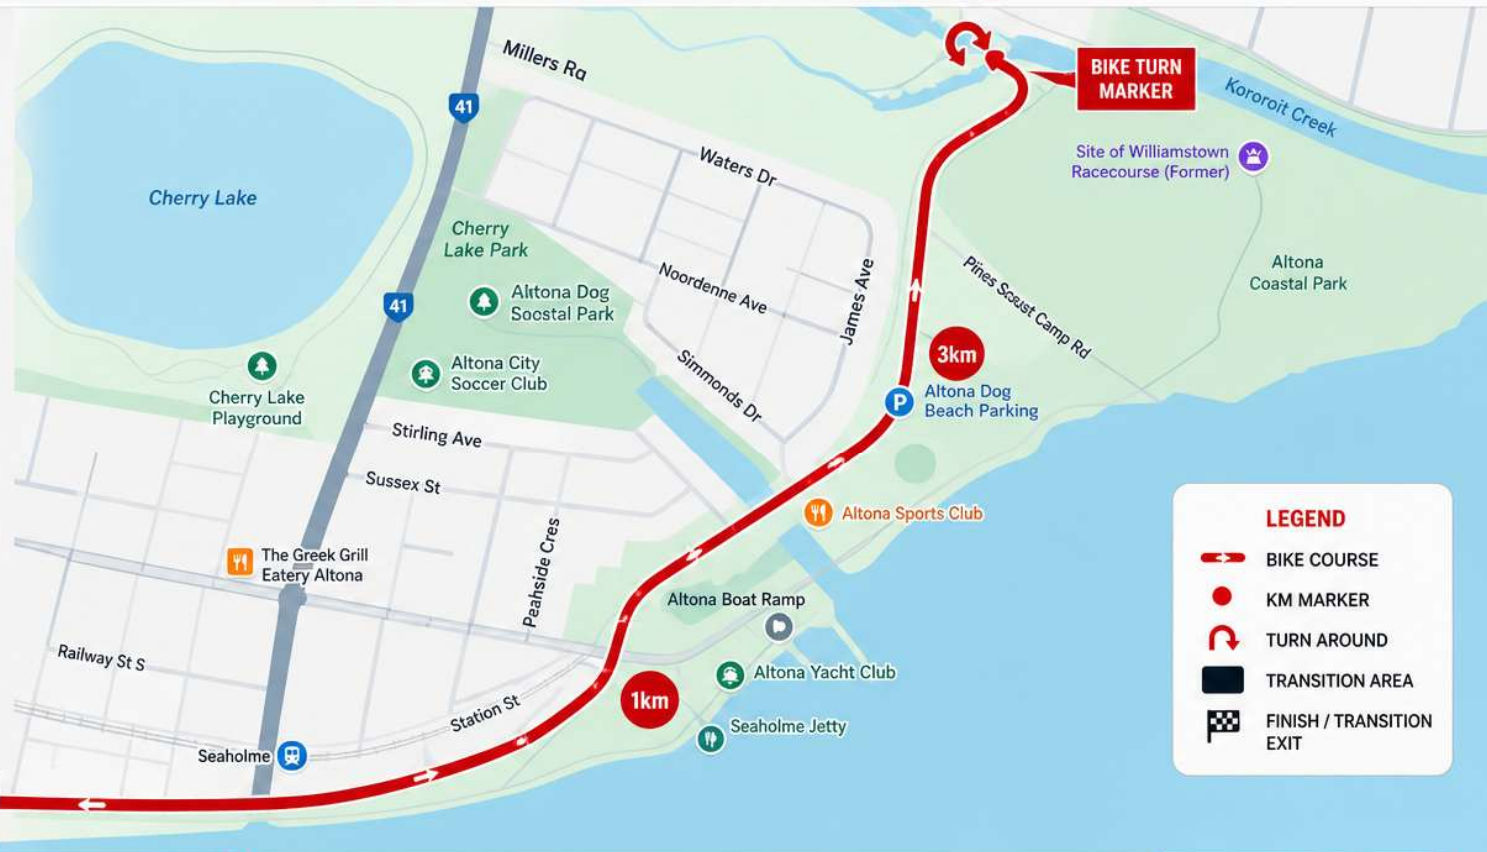 Millers Ra
41
BIKE TURN
MARKER
Kororoit Creek
Site of Williamstown
Racecourse (Former)
Waters Dr
Cherry Lake
Cherry
Lake Park
Noordenne Ave
James Ave
Pines Scoust Camp Rd
Altona
Coastal Park
41
Altona Dog
Socstal Park
3km
Altona City
Soccer Club
Simmonds Dr
P
Altona Dog
Beach Parking
Cherry Lake
Playground
Stirling Ave
Sussex St
Altona Sports Club
Peahside Cres
The Greek Grill
Eatery Altona
Altona Boat Ramp
Railway St S
Altona Yacht Club
1km
Station St
Seaholme Jetty
Seaholme
LEGEND
BIKE COURSE
KM MARKER
TURN AROUND
TRANSITION AREA
FINISH / TRANSITION
EXIT